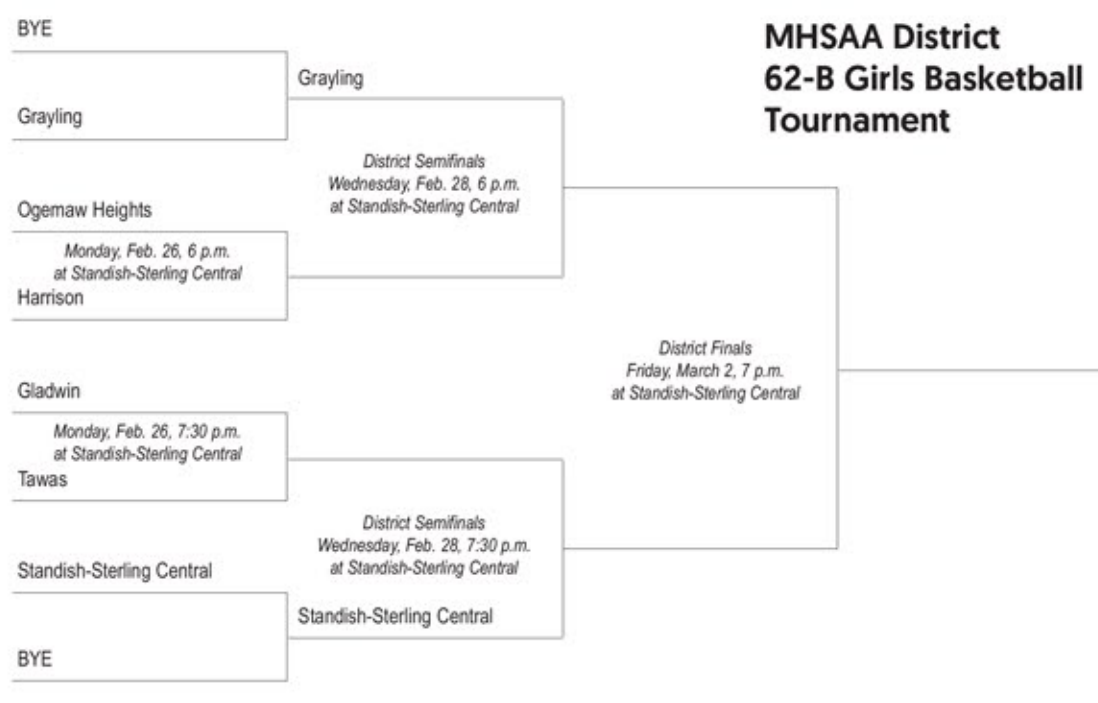 BYE
MHSAA District
62-B Girls Basketball
Tournament
Grayling
Grayling
District Semifinals
Wednesday, Feb. 28, 6 p.m.
at Standish-Sterling Central
Ogemaw Heights
Monday, Feb. 26, 6 p.m.
at Standish-Sterling Central
Harrison
District Finals
Friday, March 2, 7 p.m.
at Standish-Sterling Central
Gladwin
Monday, Feb. 26, 7:30 p.m.
at Standish-Sterling Central
Tawas
District Semifinals
Wednesday, Feb. 28, 7:30 p.m.
at Standish-Sterling Central
Standish-Sterling Central
Standish-Sterling Central
BYE